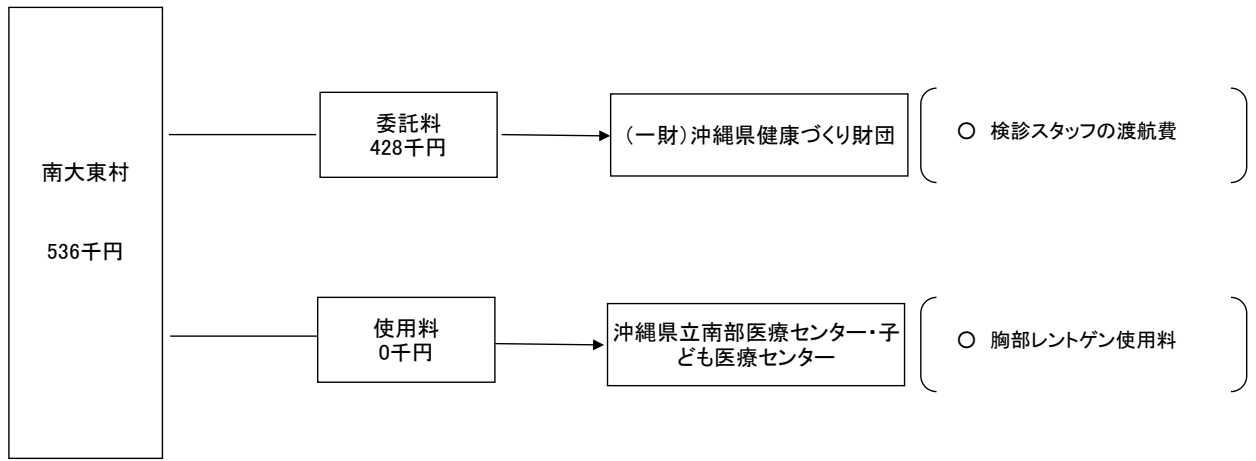 南大東村
536千円
委託料
428千円
(一財)沖縄県健康づくり財団
○ 検診スタッフの渡航費
使用料
0千円
沖縄県立南部医療センター・子
ども医療センター
○ 胸部レントゲン使用料